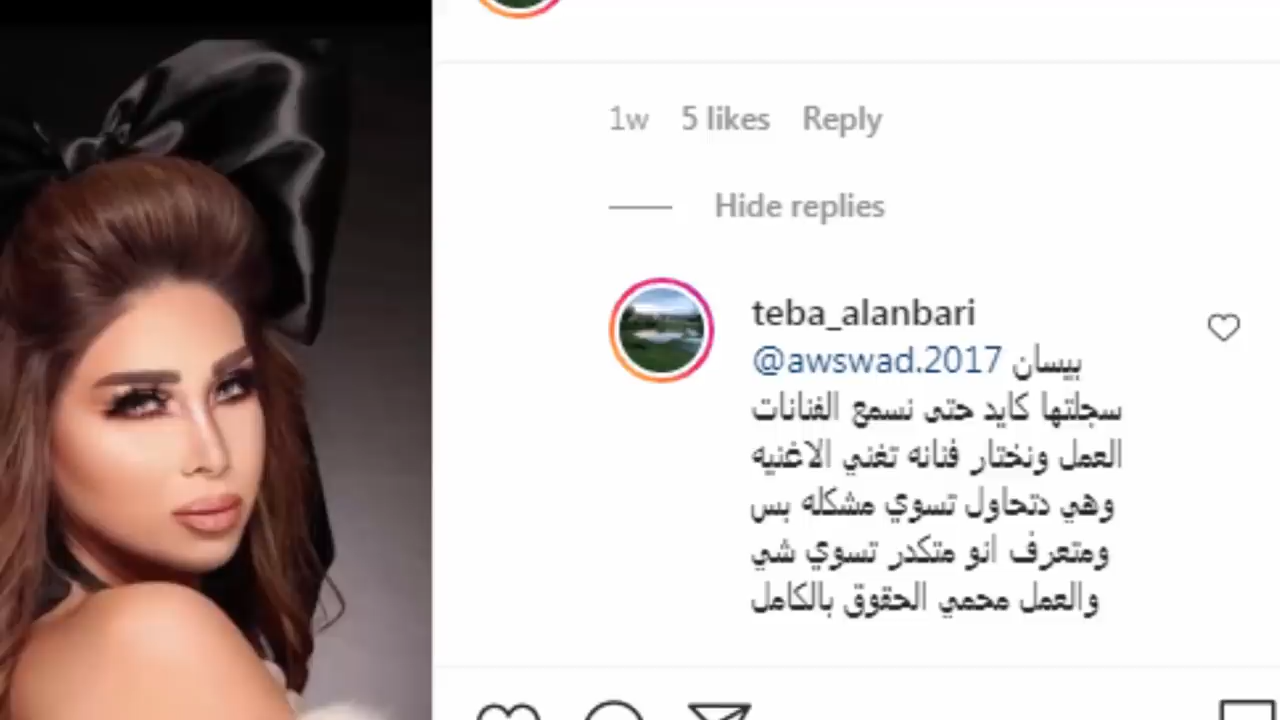 1w 5 likes Reply
Hide replies
teba_alanbari
@awswad.2017 بيسان
سجلتها كايد حتى نسمع الفنانات
العمل ونختار فنانه تغني الاغنيه
وهي دتحاول تسوي مشكله بس
ومتعرف انو متكدر تسوي شي
والعمل محمي الحقوق بالكامل